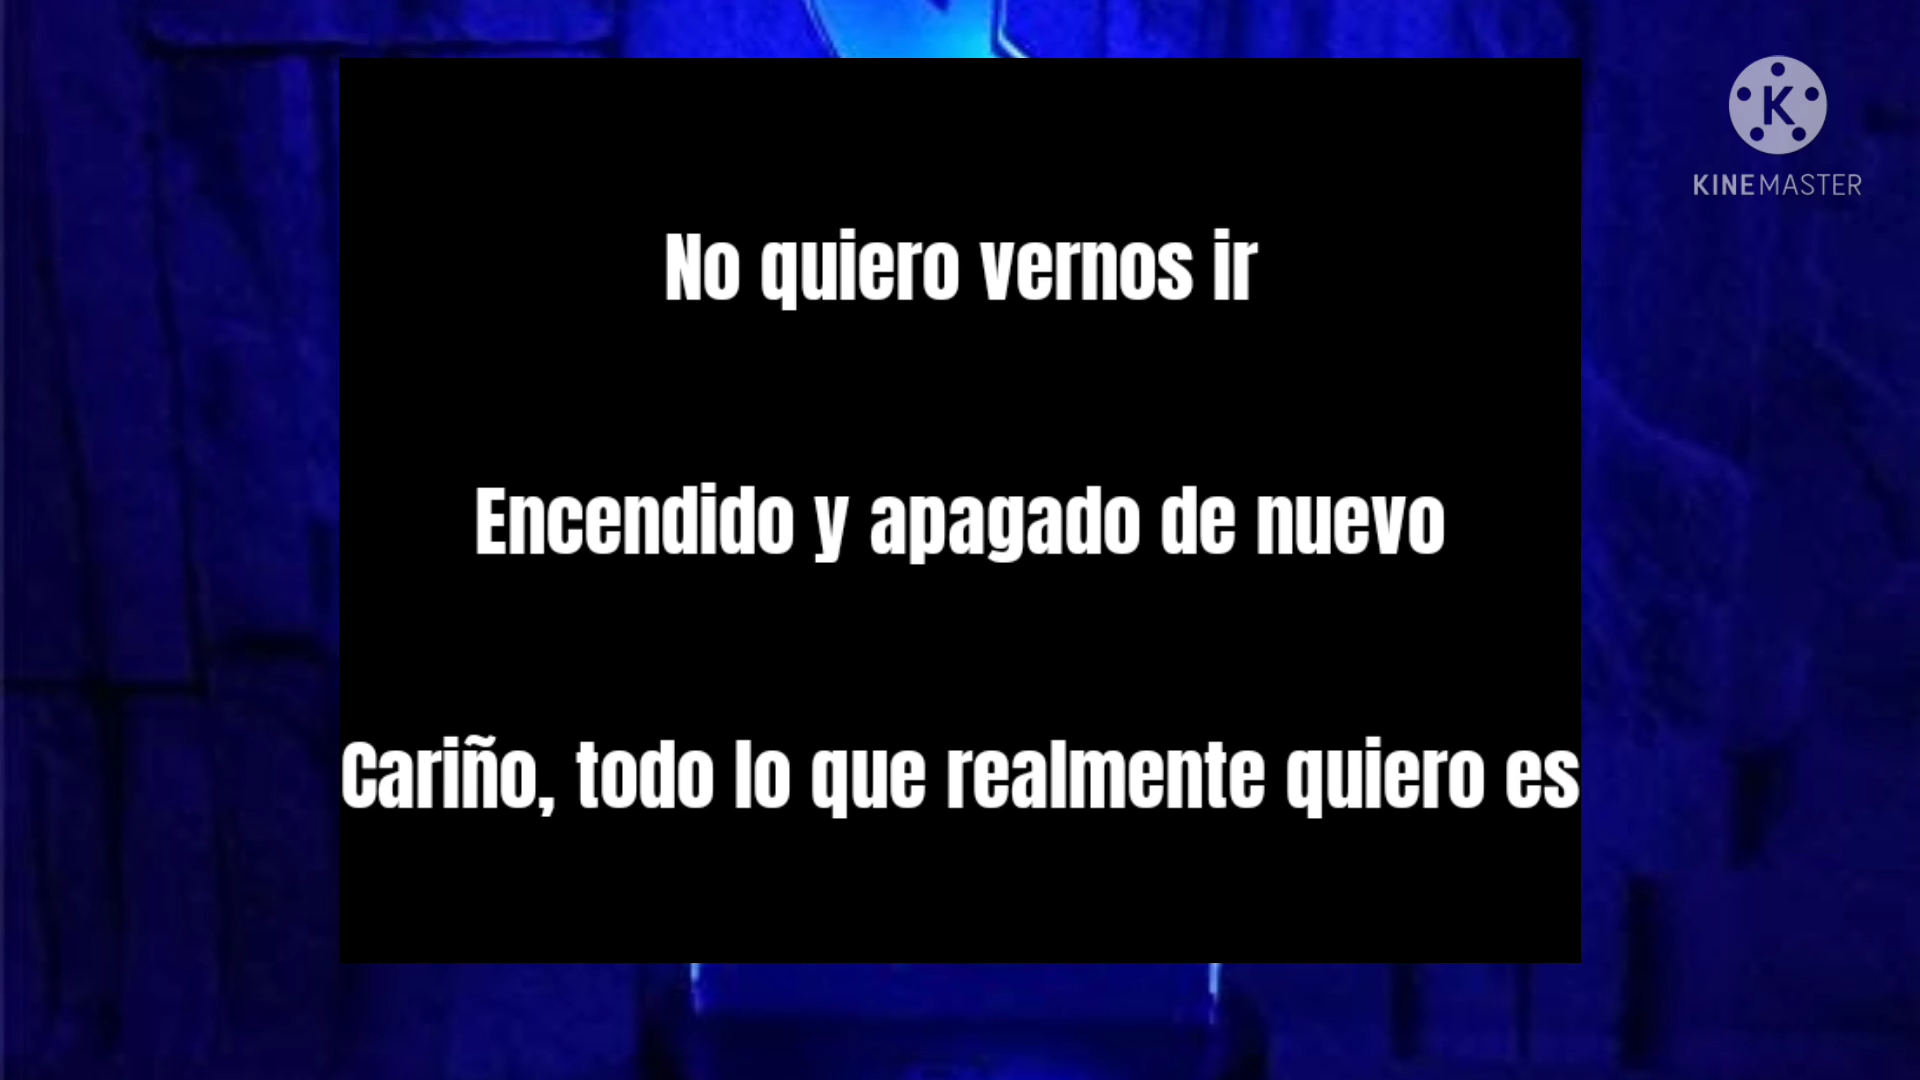 K
KINEMASTER
No quiero vernos ir
Encendido y apagado de nuevo
Cariño, todo lo que realmente quiero es